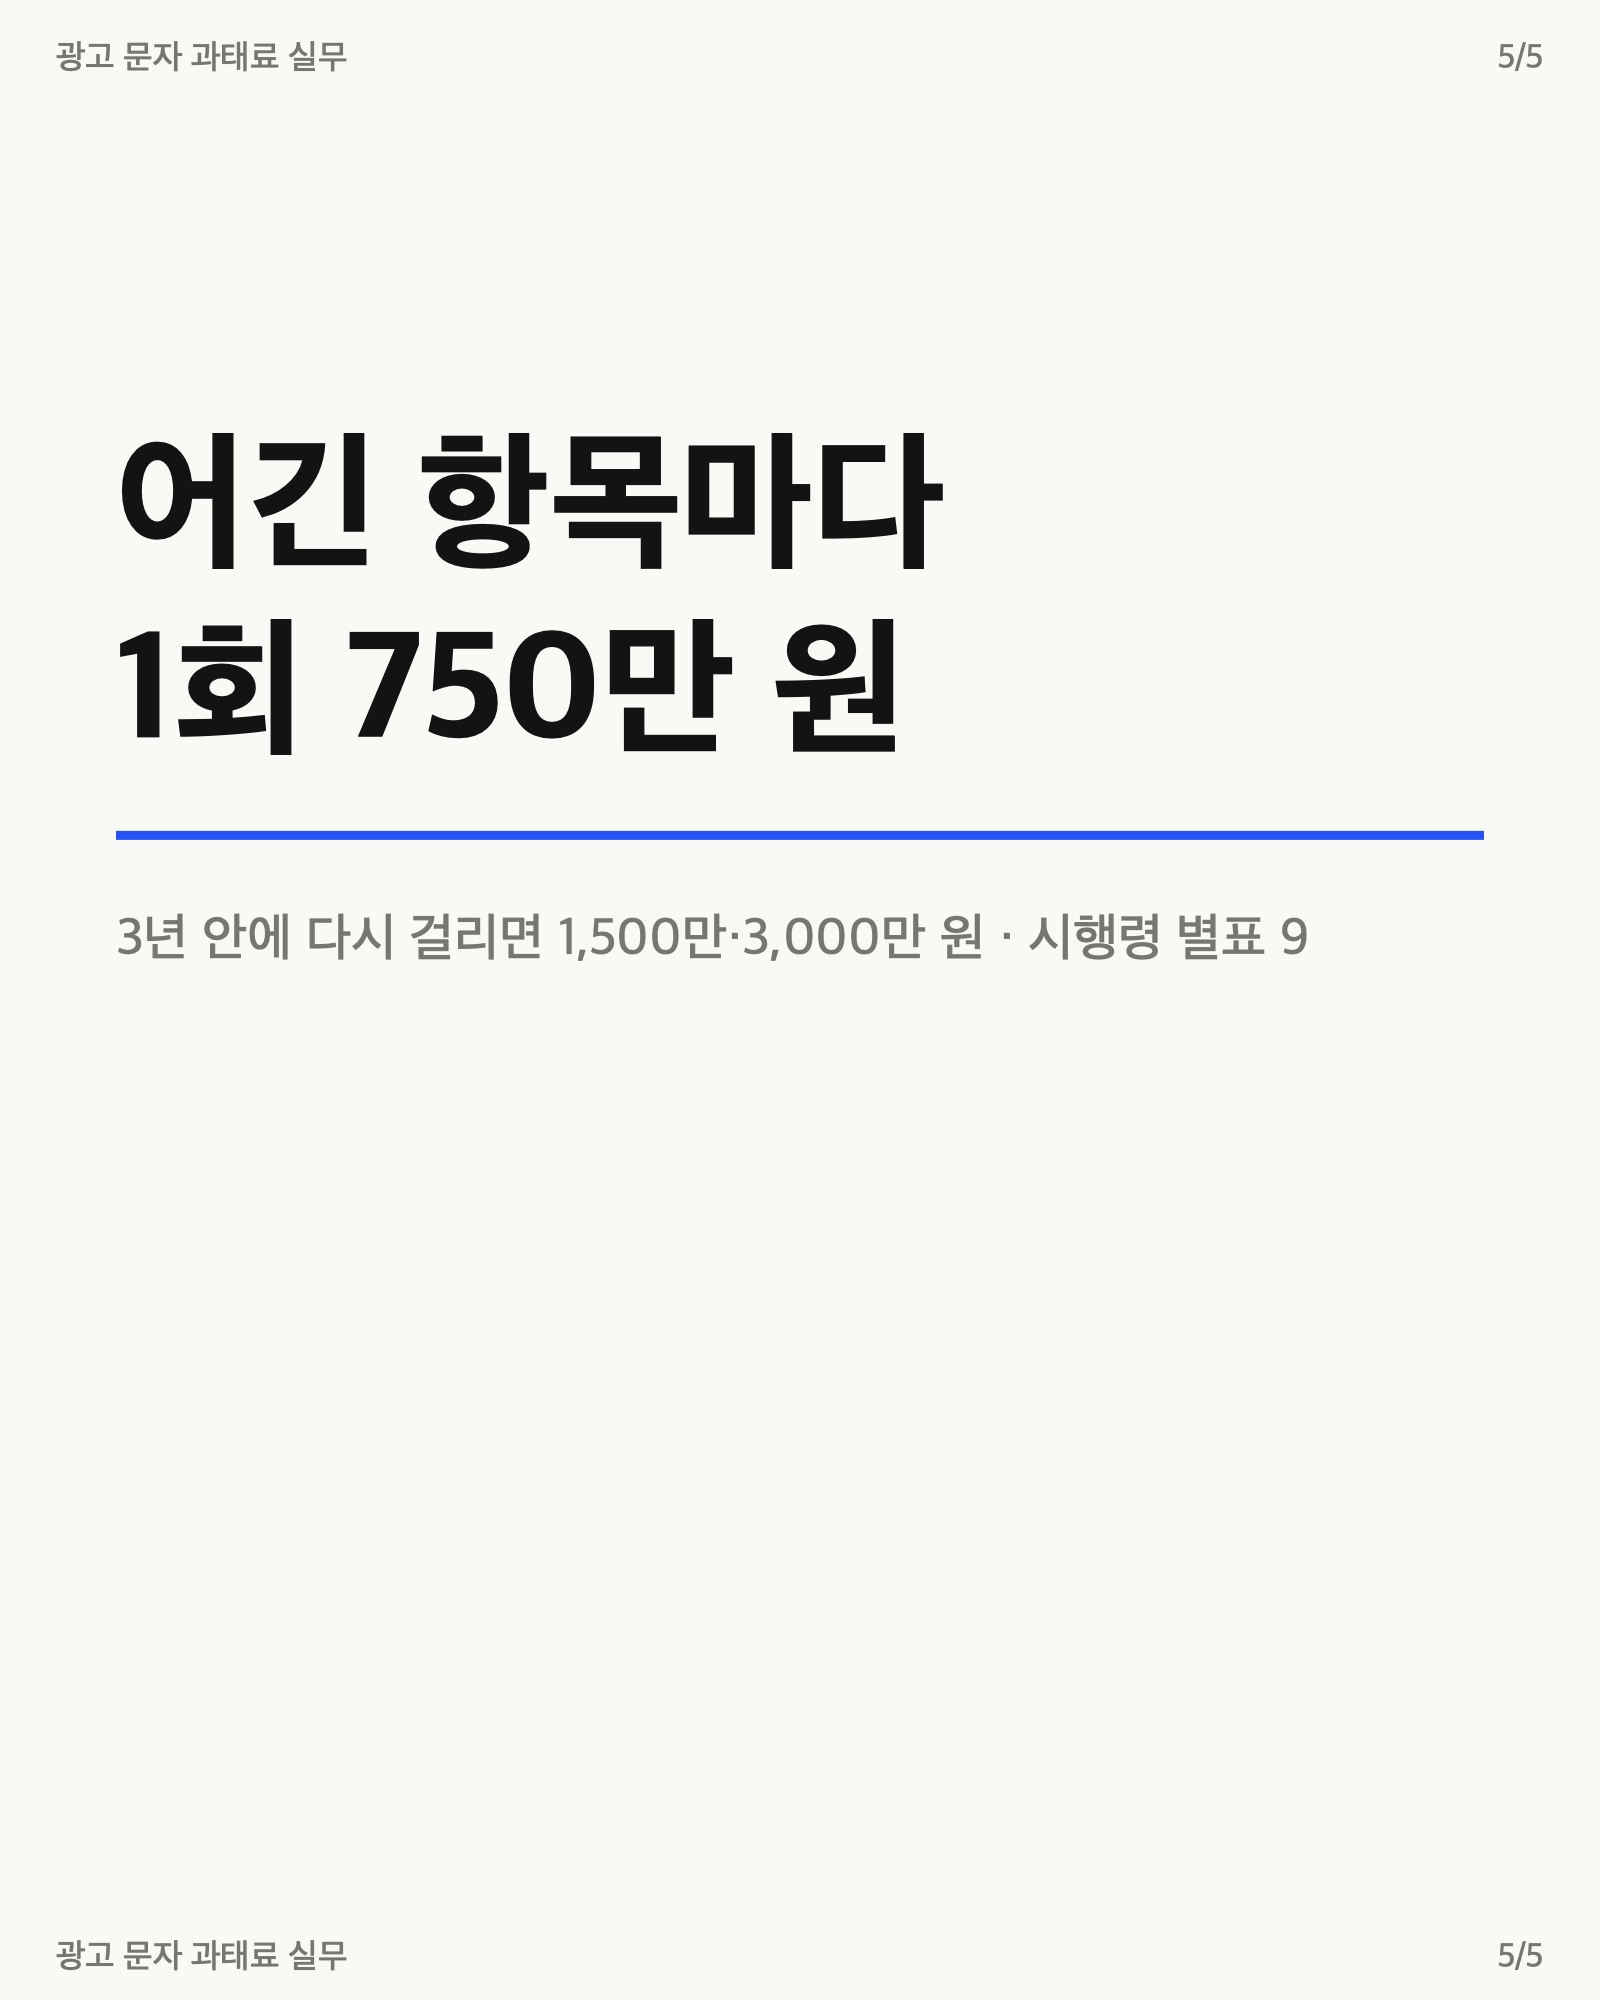 광고 문자 과태료 실무
5/5
어긴 항목마다
1회 750만 원
3년 안에 다시 걸리면 1,500만·3,000만 원 · 시행령 별표 9
광고 문자 과태료 실무
5/5